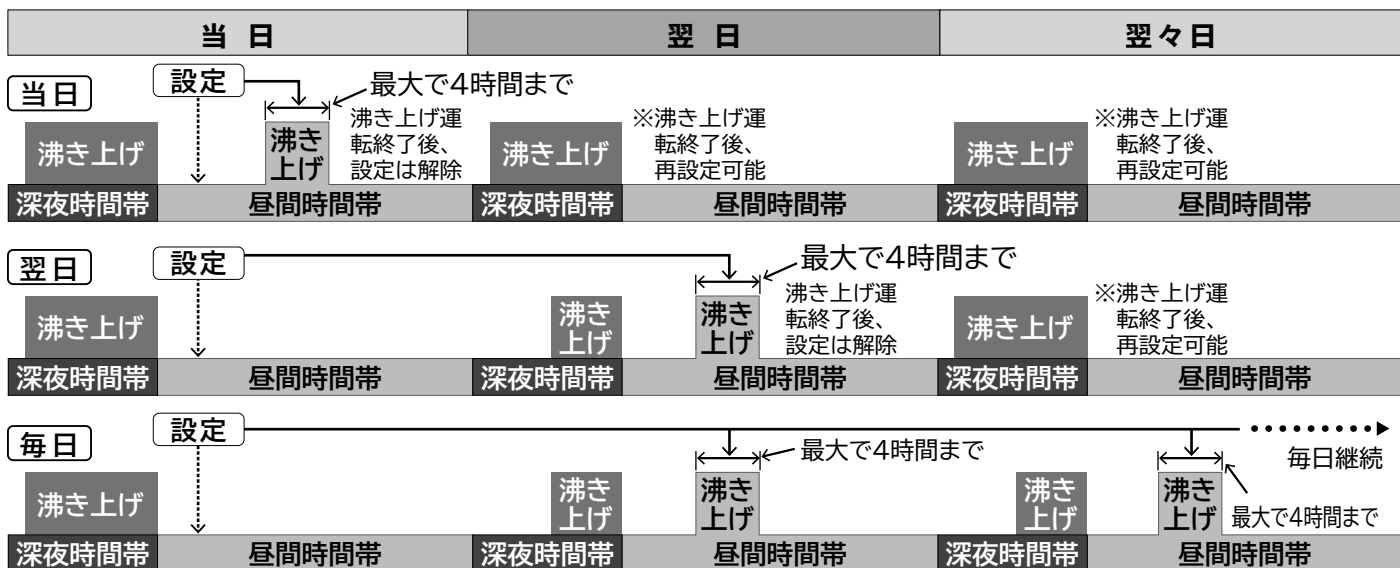 当日
翌日
翌々日
当日
設定
最大で4時間まで
沸き上げ
沸き
上げ
沸き上げ運
転終了後、
設定は解除
沸き上げ
※沸き上げ運
転終了後、
再設定可能
沸き上げ
※沸き上げ運
転終了後、
再設定可能
深夜時間帯
昼間時間帯
深夜時間帯
昼間時間帯
深夜時間帯
昼間時間帯
翌日
設定
最大で4時間まで
沸き上げ
沸き
上げ
沸き
上げ
沸き上げ運
転終了後、
設定は解除
沸き上げ
※沸き上げ運
転終了後、
再設定可能
深夜時間帯
昼間時間帯
深夜時間帯
昼間時間帯
深夜時間帯
昼間時間帯
毎日
設定
最大で4時間まで
毎日継続
沸き上げ
沸き
上げ
沸き
上げ
沸き
上げ
沸き
上げ
最大で4時間まで
深夜時間帯
昼間時間帯
深夜時間帯
昼間時間帯
深夜時間帯
昼間時間帯